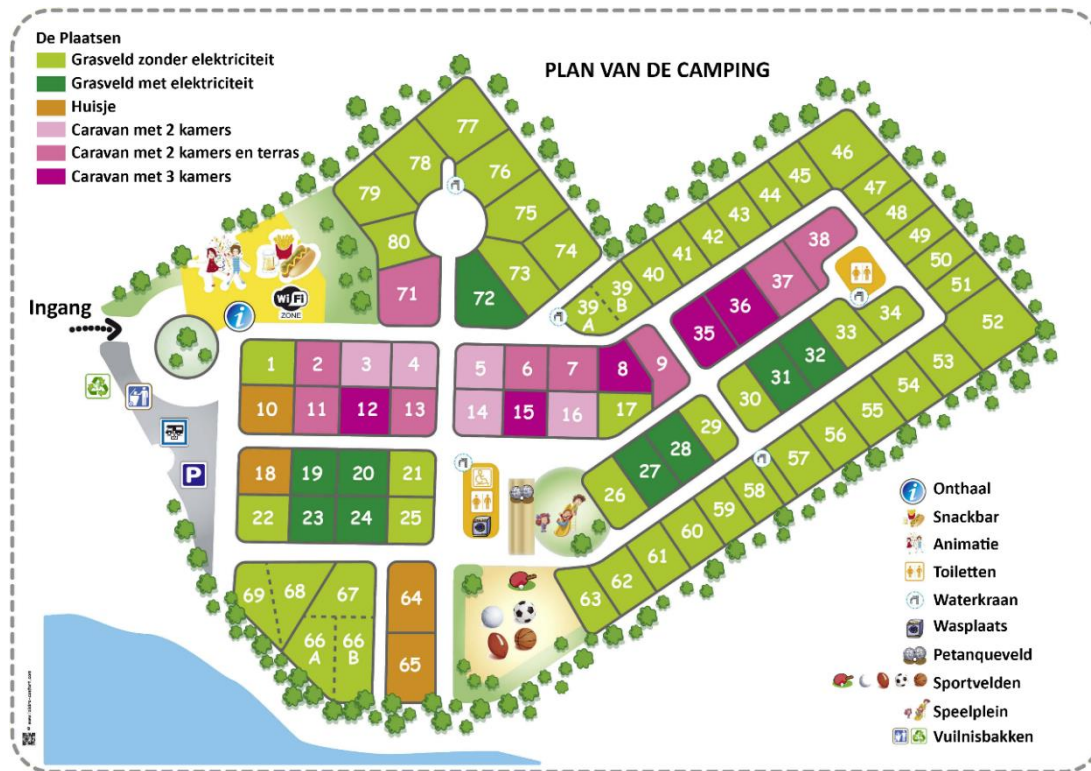 De Plaatsen
Grasveld zonder elektriciteit
Grasveld met elektriciteit
Huisje
Caravan met 2 kamers
Caravan met 2 kamers en terras
Caravan met 3 kamers
PLAN VAN DE CAMPING
77
78
76
79
75
80
74
73
71
72
46
45
44
47
43
48
42
49
41
50
40
51
39 B
39 A
52
38
37
36
35
34
33
32
31
30
53
54
55
56
57
58
59
60
61
62
63
29
28
27
26
Ingang
i
WiFi
ZONE
1 2 3 4
5 6 7 8 9
10 11 12 13
14 15 16 17
18 19 20 21
22 23 24 25
P
69 68 67
66 A
66 B
64
65
i Onthaal
Snackbar
Animatie
Toiletten
Waterkraan
Wasplaats
Petanqueveld
Sportvelden
Speelplein
Vuilnisbakken